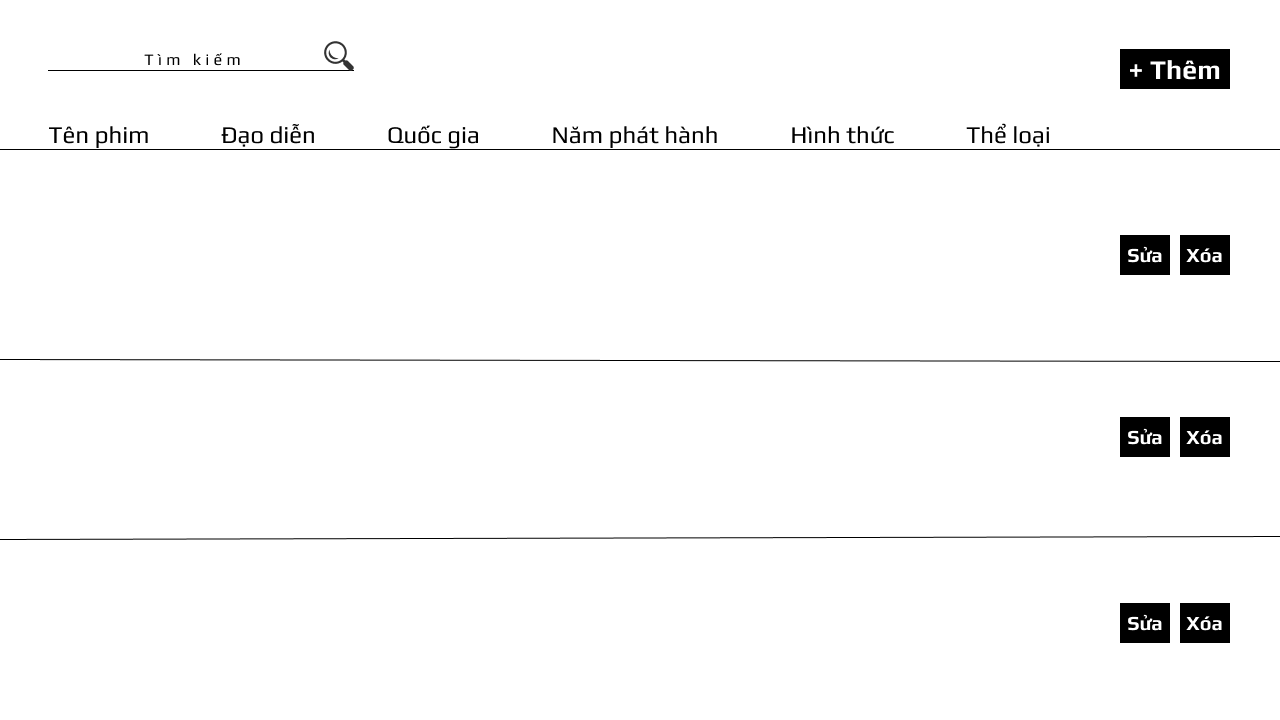 Tìm kiếm
+ Thêm
Tên phim Đạo diễn Quốc gia Năm phát hành Hình thức Thể loại
Sửa Xóa
Sửa Xóa
Sửa Xóa